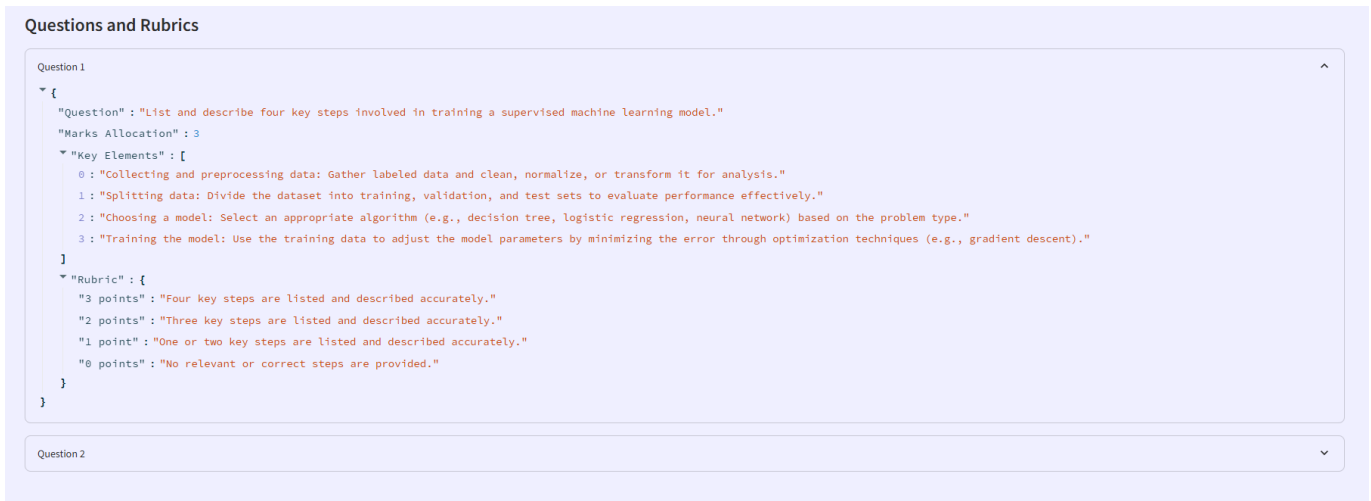 Questions and Rubrics
Question 1
{
"Question" : "List and describe four key steps involved in training a supervised machine learning model."
"Marks Allocation" : 3
"Key Elements" : [
0 : "Collecting and preprocessing data: Gather labeled data and clean, normalize, or transform it for analysis."
1 : "Splitting data: Divide the dataset into training, validation, and test sets to evaluate performance effectively."
2 : "Choosing a model: Select an appropriate algorithm (e.g., decision tree, logistic regression, neural network) based on the problem type."
3 : "Training the model: Use the training data to adjust the model parameters by minimizing the error through optimization techniques (e.g., gradient descent)."
]
"Rubric" : {
"3 points" : "Four key steps are listed and described accurately."
"2 points" : "Three key steps are listed and described accurately."
"1 point" : "One or two key steps are listed and described accurately."
"0 points" : "No relevant or correct steps are provided."
}
}
Question 2